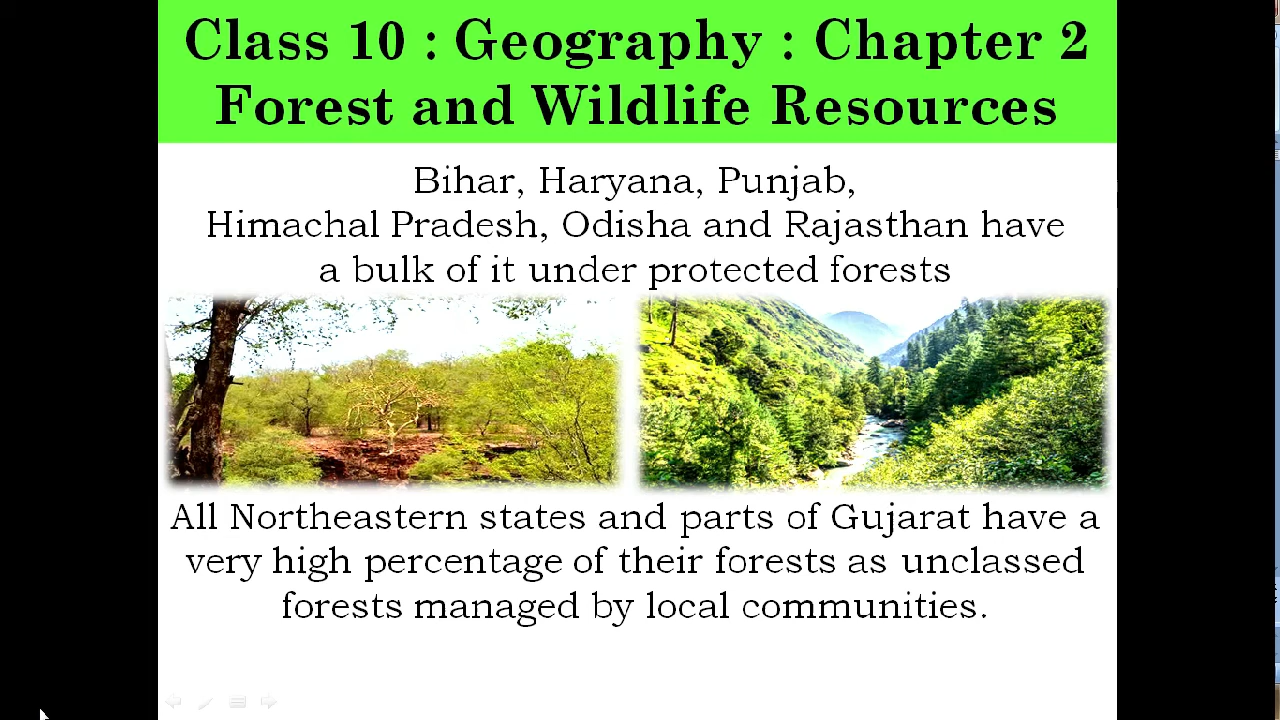 Class 10 : Geography : Chapter 2
Forest and Wildlife Resources
Bihar, Haryana, Punjab,
Himachal Pradesh, Odisha and Rajasthan have
a bulk of it under protected forests
All Northeastern states and parts of Gujarat have a
very high percentage of their forests as unclassed
forests managed by local communities.